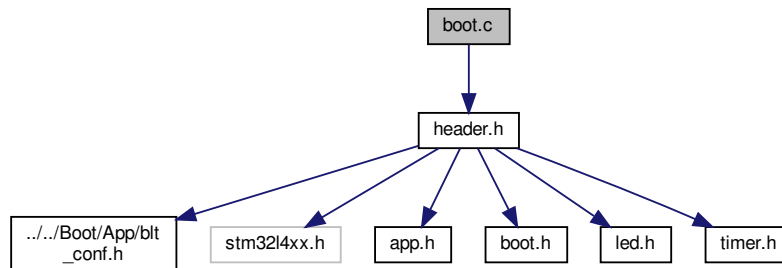 boot.c
header.h
../../Boot/App/blt
_conf.h
stm32l4xx.h
app.h
boot.h
led.h
timer.h